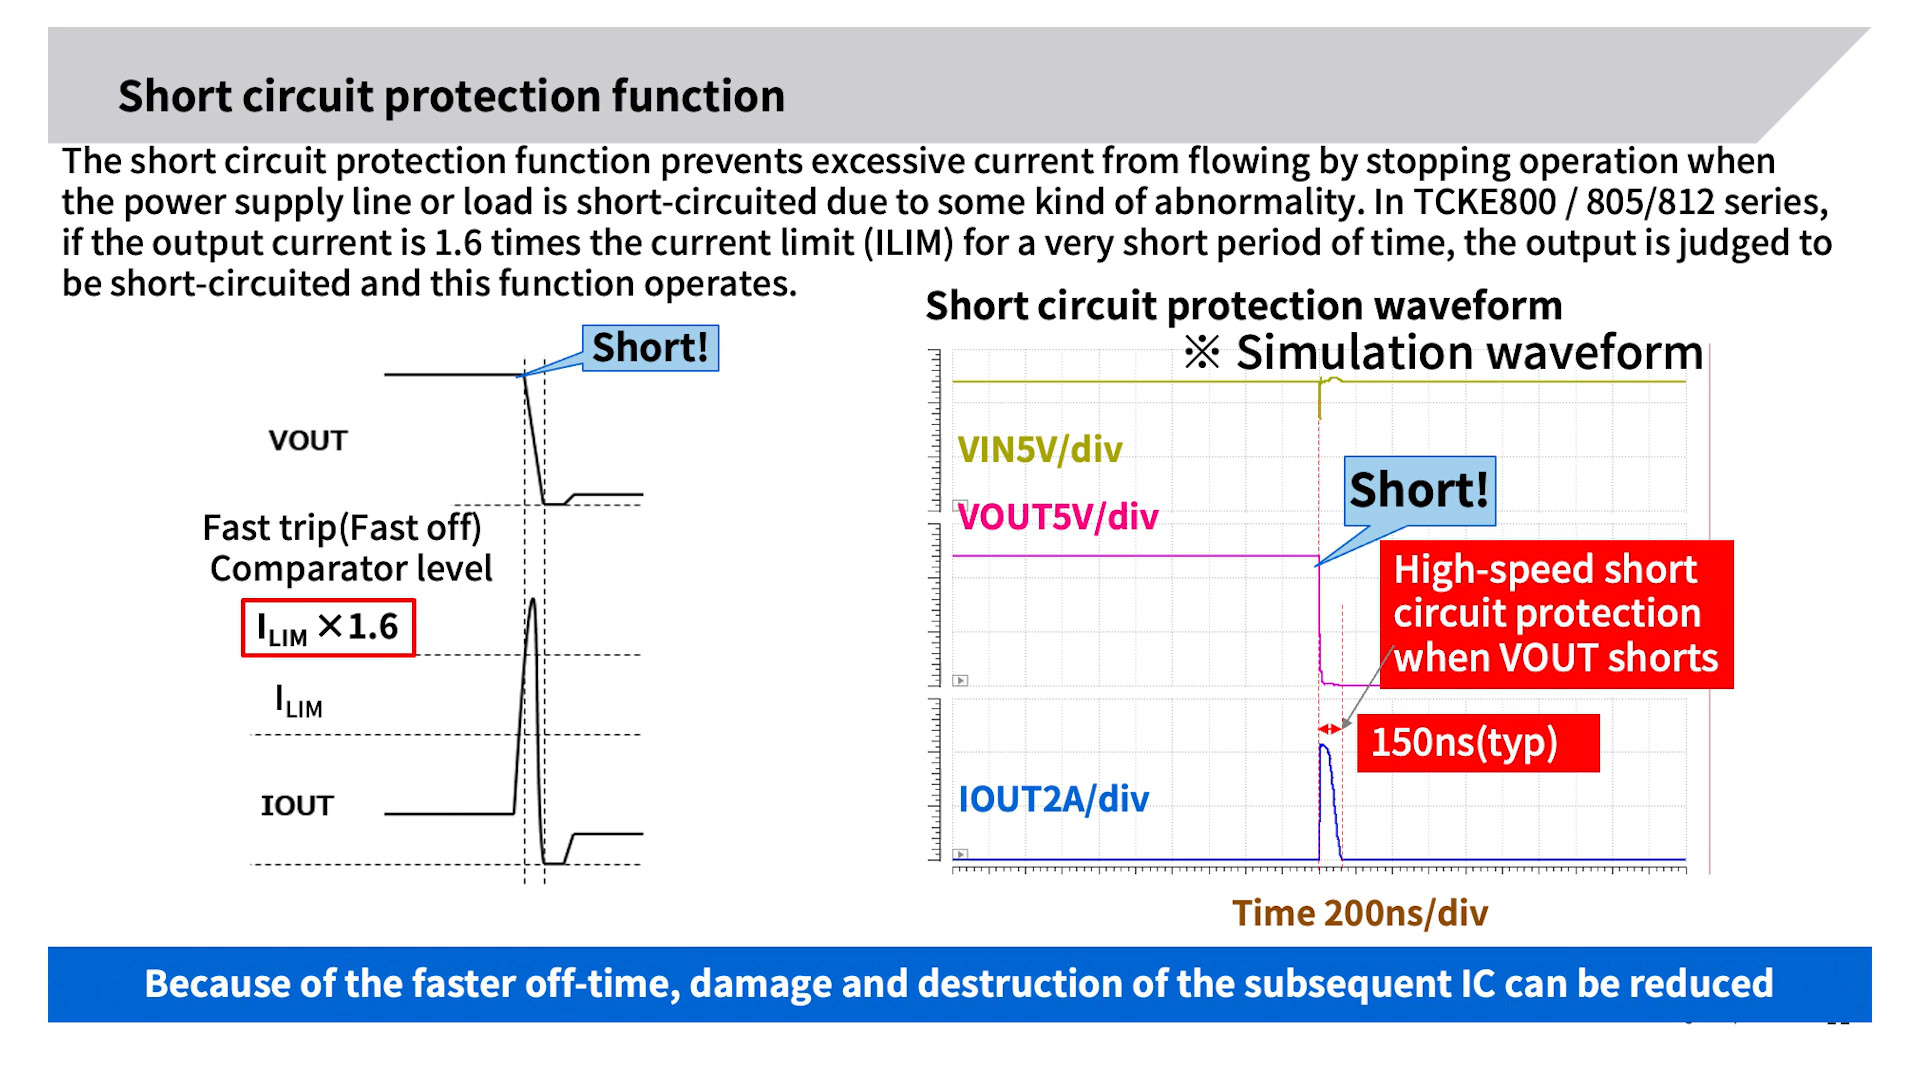 Short circuit protection function
The short circuit protection function prevents excessive current from flowing by stopping operation when
the power supply line or load is short-circuited due to some kind of abnormality. In TCKE800 / 805/812 series,
if the output current is 1.6 times the current limit (ILIM) for a very short period of time, the output is judged to
be short-circuited and this function operates.
Short!
VOUT
Fast trip(Fast off)
Comparator level
ILIM ×1.6
ILIM
IOUT
Short circuit protection waveform
※ Simulation waveform
VIN5V/div
Short!
VOUT5V/div
High-speed short
circuit protection
when VOUT shorts
150ns(typ)
IOUT2A/div
Time 200ns/div
Because of the faster off-time, damage and destruction of the subsequent IC can be reduced